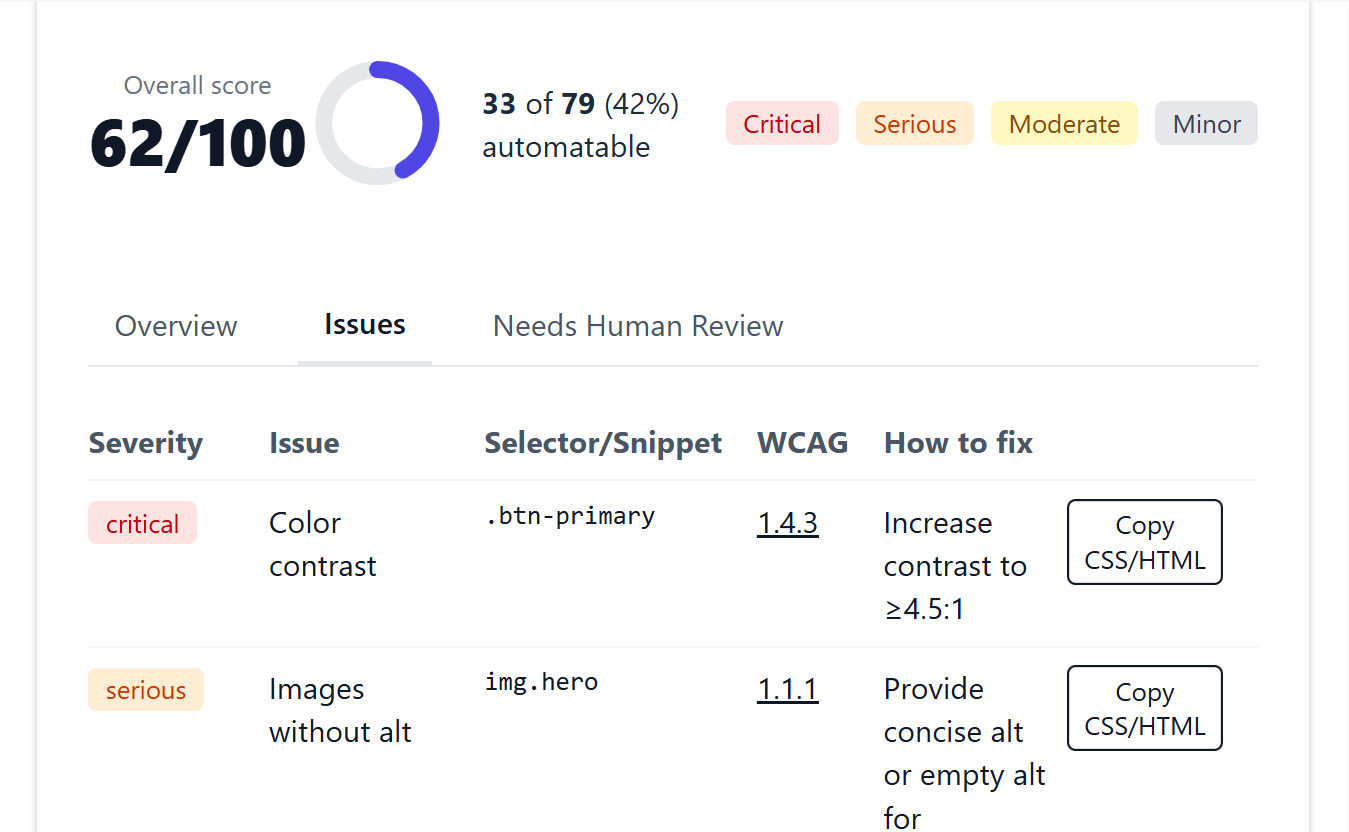 Overall score
62/100
33 of 79 (42%)
automatable
Critical
Serious
Moderate
Minor
Overview
Issues
Needs Human Review
Severity
Issue
Selector/Snippet
WCAG
How to fix
critical
Color
contrast
.btn-primary
1.4.3
Increase
contrast to
≥4.5:1
Copy
CSS/HTML
serious
Images
without alt
img.hero
1.1.1
Provide
concise alt
or empty alt
for
Copy
CSS/HTML